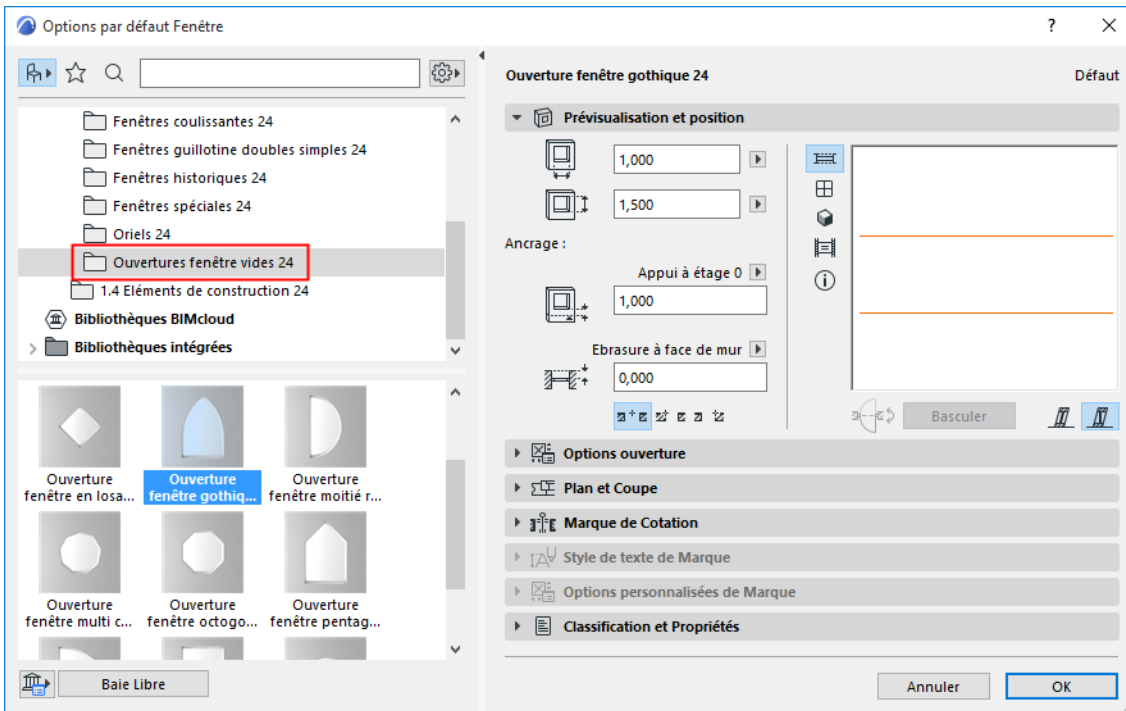 Options par défaut Fenêtre
?
Fenêtres coulissantes 24
Fenêtres guillotine doubles simples 24
Fenêtres historiques 24
Fenêtres spéciales 24
Oriels 24
Ouvertures fenêtre vides 24
1.4 Eléments de construction 24
Bibliothèques BIMcloud
Bibliothèques intégrées
Ouverture
fenêtre en losa...
Ouverture
fenêtre gothiq...
Ouverture
fenêtre moitié r...
Ouverture
fenêtre multi c...
Ouverture
fenêtre octogo...
Ouverture
fenêtre pentag...
Baie Libre
Ouverture fenêtre gothique 24
Défaut
Prévisualisation et position
1,000
1,500
Ancrage :
Appui à étage 0
1,000
Ebrasure à face de mur
0,000
Basculer
Options ouverture
Plan et Coupe
Marque de Cotation
Style de texte de Marque
Options personnalisées de Marque
Classification et Propriétés
Annuler
OK